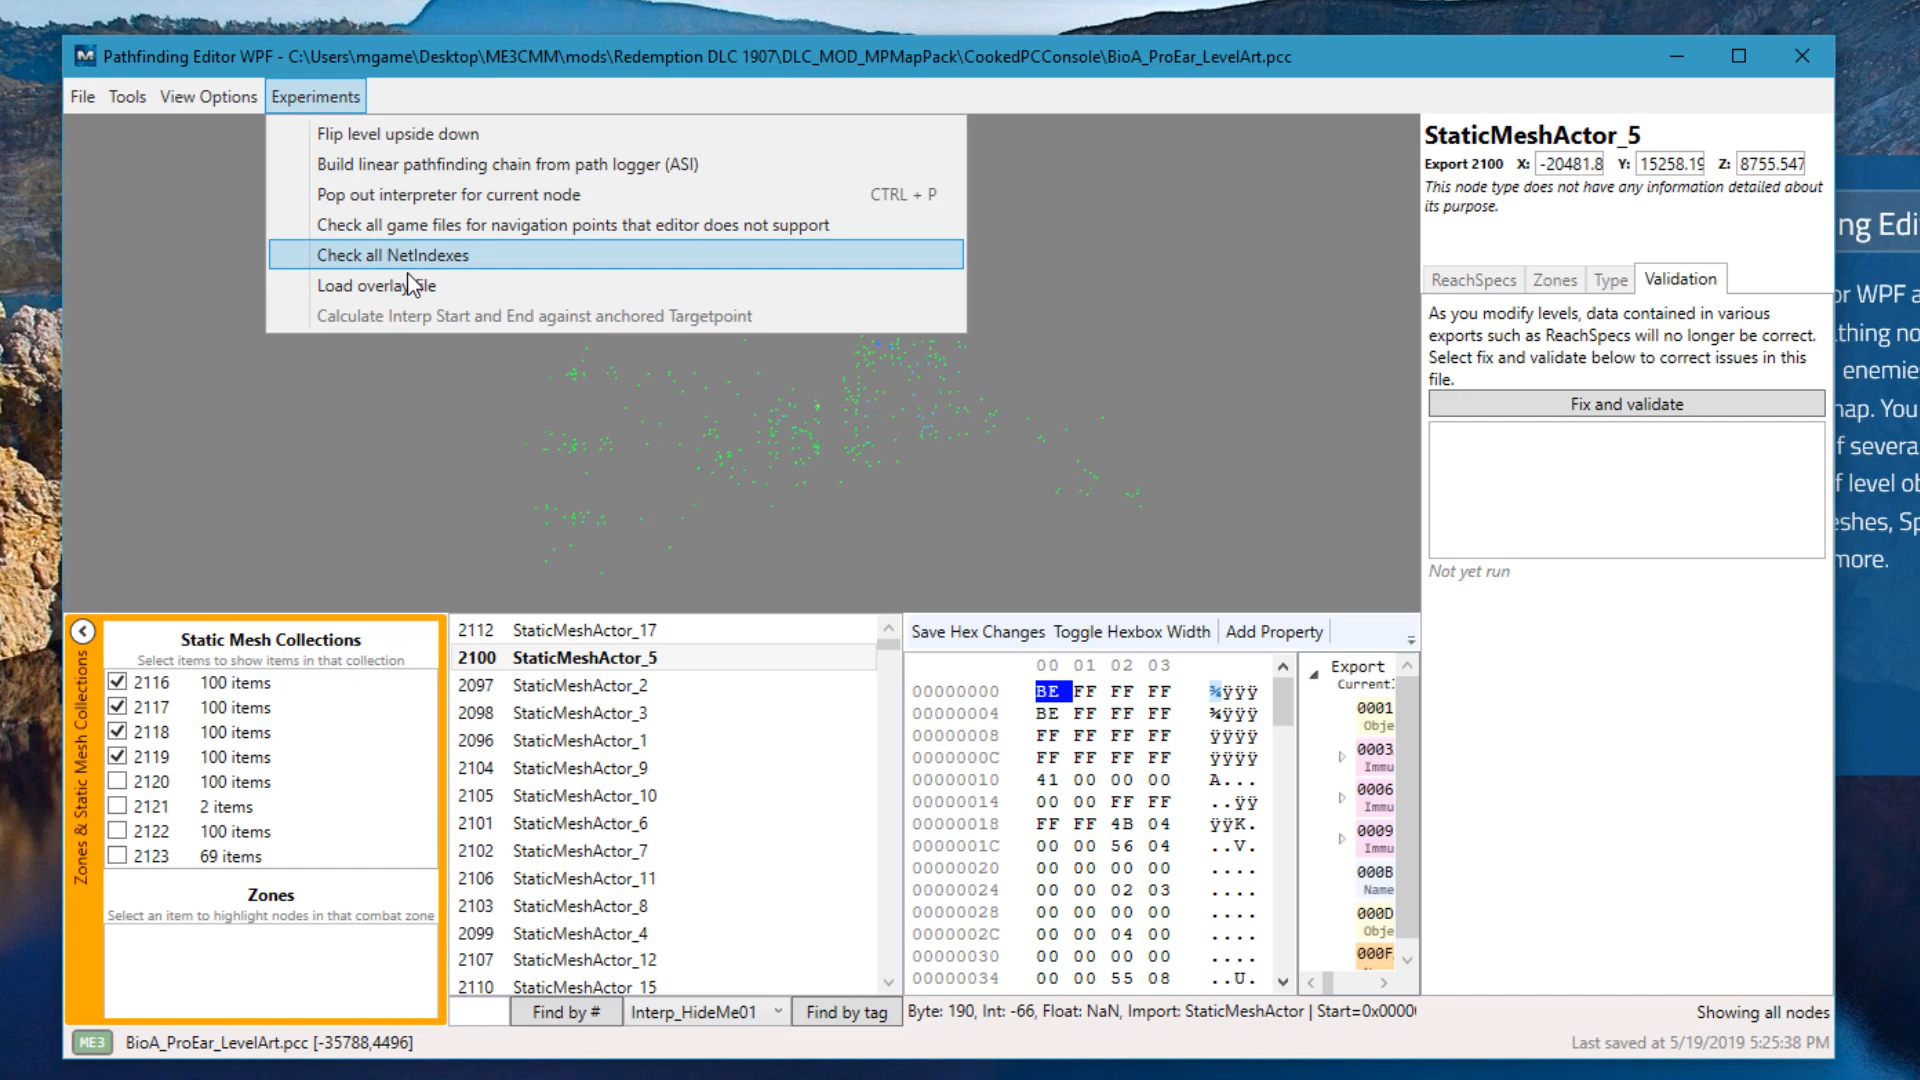 Pathfinding Editor WPF - C:\Users\mgame\Desktop\ME3CMM\mods\Redemption DLC 1907\DLC_MOD_MPMapPack\CookedPCConsole\BioA_ProEar_LevelArt.pcc
File Tools View Options Experiments
Flip level upside down
Build linear pathfinding chain from path logger (ASI)
Pop out interpreter for current node CTRL + P
Check all game files for navigation points that editor does not support
Check all NetIndexes
Load overlay file
Calculate Interp Start and End against anchored Targetpoint
StaticMeshActor_5
Export 2100 X: -20481.8 Y: 15258.19 Z: 8755.547
This node type does not have any information detailed about
its purpose.
ReachSpecs Zones Type Validation
As you modify levels, data contained in various
exports such as ReachSpecs will no longer be correct.
Select fix and validate below to correct issues in this
file.
Fix and validate
Not yet run
ng Edi
or WPF a
thing no
enemies
map. You
f severa
f level ob
eshes, Sp
more.
Zones & Static Mesh Collections
Static Mesh Collections
Select items to show items in that collection
2116 100 items
2117 100 items
2118 100 items
2119 100 items
2120 100 items
2121 2 items
2122 100 items
2123 69 items
Zones
Select an item to highlight nodes in that combat zone
2112 StaticMeshActor_17
2100 StaticMeshActor_5
2097 StaticMeshActor_2
2098 StaticMeshActor_3
2096 StaticMeshActor_1
2104 StaticMeshActor_9
2105 StaticMeshActor_10
2101 StaticMeshActor_6
2102 StaticMeshActor_7
2106 StaticMeshActor_11
2103 StaticMeshActor_8
2099 StaticMeshActor_4
2107 StaticMeshActor_12
2110 StaticMeshActor_15
Find by # Interp_HideMe01 Find by tag
Save Hex Changes Toggle Hexbox Width Add Property
00 01 02 03
00000000 BE FF FF FF ¾ÿÿÿ
00000004 BE FF FF FF ¾ÿÿÿ
00000008 FF FF FF FF ÿÿÿÿ
0000000C FF FF FF FF ÿÿÿÿ
00000010 41 00 00 00 A...
00000014 00 00 FF FF ..ÿÿ
00000018 FF FF 4B 04 ÿÿK.
0000001C 00 00 56 04 ..V.
00000020 00 00 00 00 ....
00000024 00 00 02 03 ....
00000028 00 00 00 00 ....
0000002C 00 00 04 00 ....
00000030 00 00 00 00 ....
00000034 00 00 55 08 ..U.
Export
Current:
0001
Obje
0003
Immu
0006
Immu
0009
Immu
000B
Name
000D
Obje
000F
Byte: 190, Int: -66, Float: NaN, Import: StaticMeshActor | Start=0x0000
Showing all nodes
ME3 BioA_ProEar_LevelArt.pcc [-35788,4496]
Last saved at 5/19/2019 5:25:38 PM